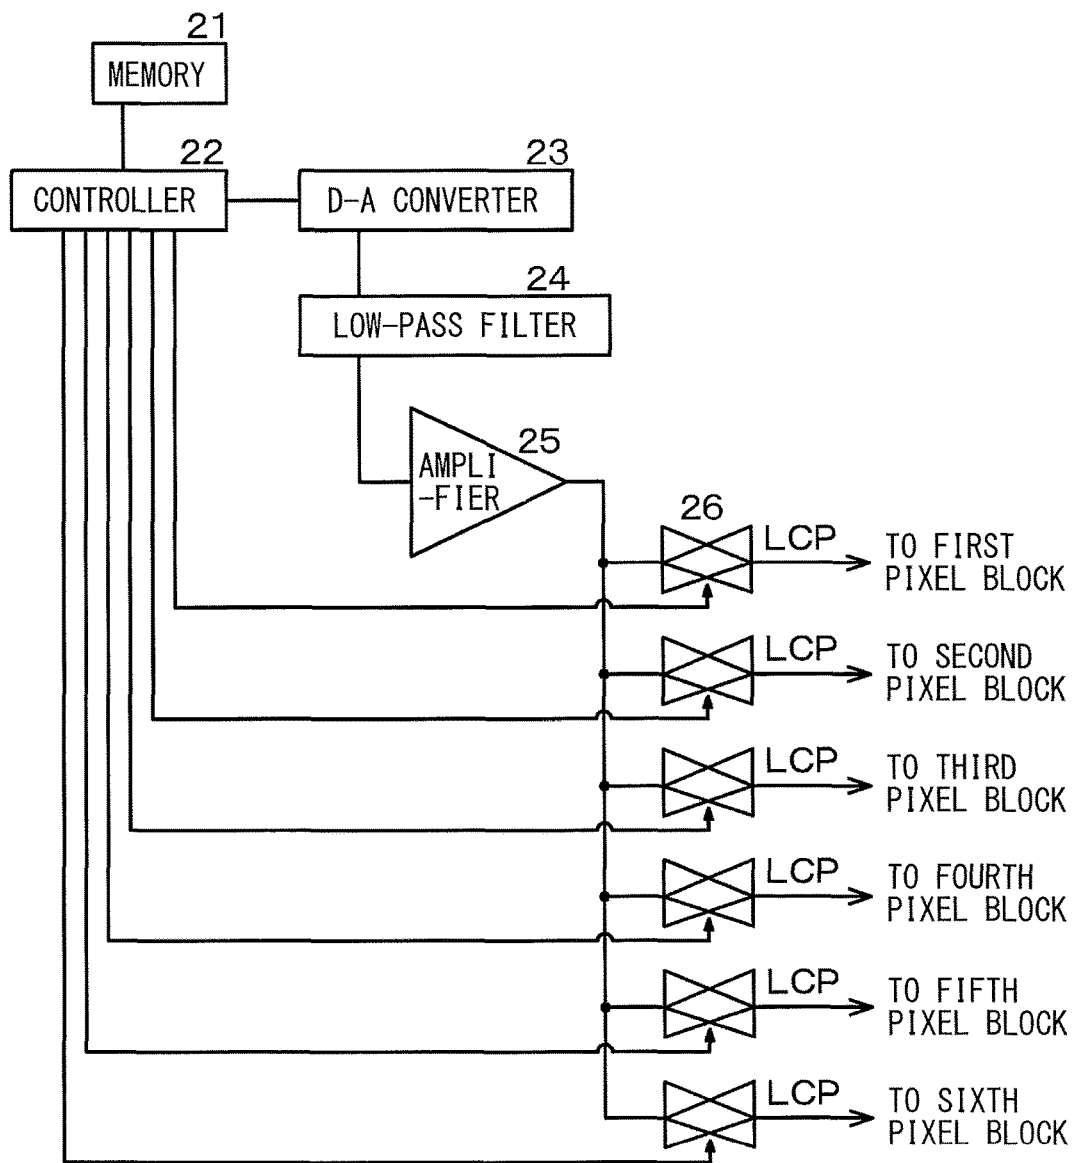 21
MEMORY
22
CONTROLLER
23
D-A CONVERTER
24
LOW-PASS FILTER
25
AMPLI
-FIER
26
LCP
TO FIRST
PIXEL BLOCK
LCP
TO SECOND
PIXEL BLOCK
LCP
TO THIRD
PIXEL BLOCK
LCP
TO FOURTH
PIXEL BLOCK
LCP
TO FIFTH
PIXEL BLOCK
LCP
TO SIXTH
PIXEL BLOCK